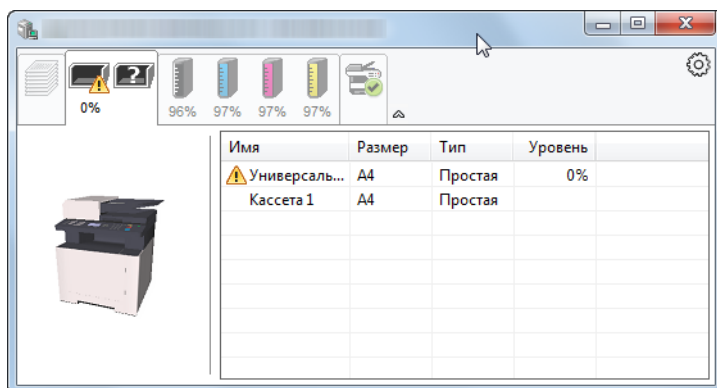 ?
0% 96% 97% 97% 97%
Имя Размер Тип Уровень
Универсаль... A4 Простая 0%
Кассета 1 A4 Простая